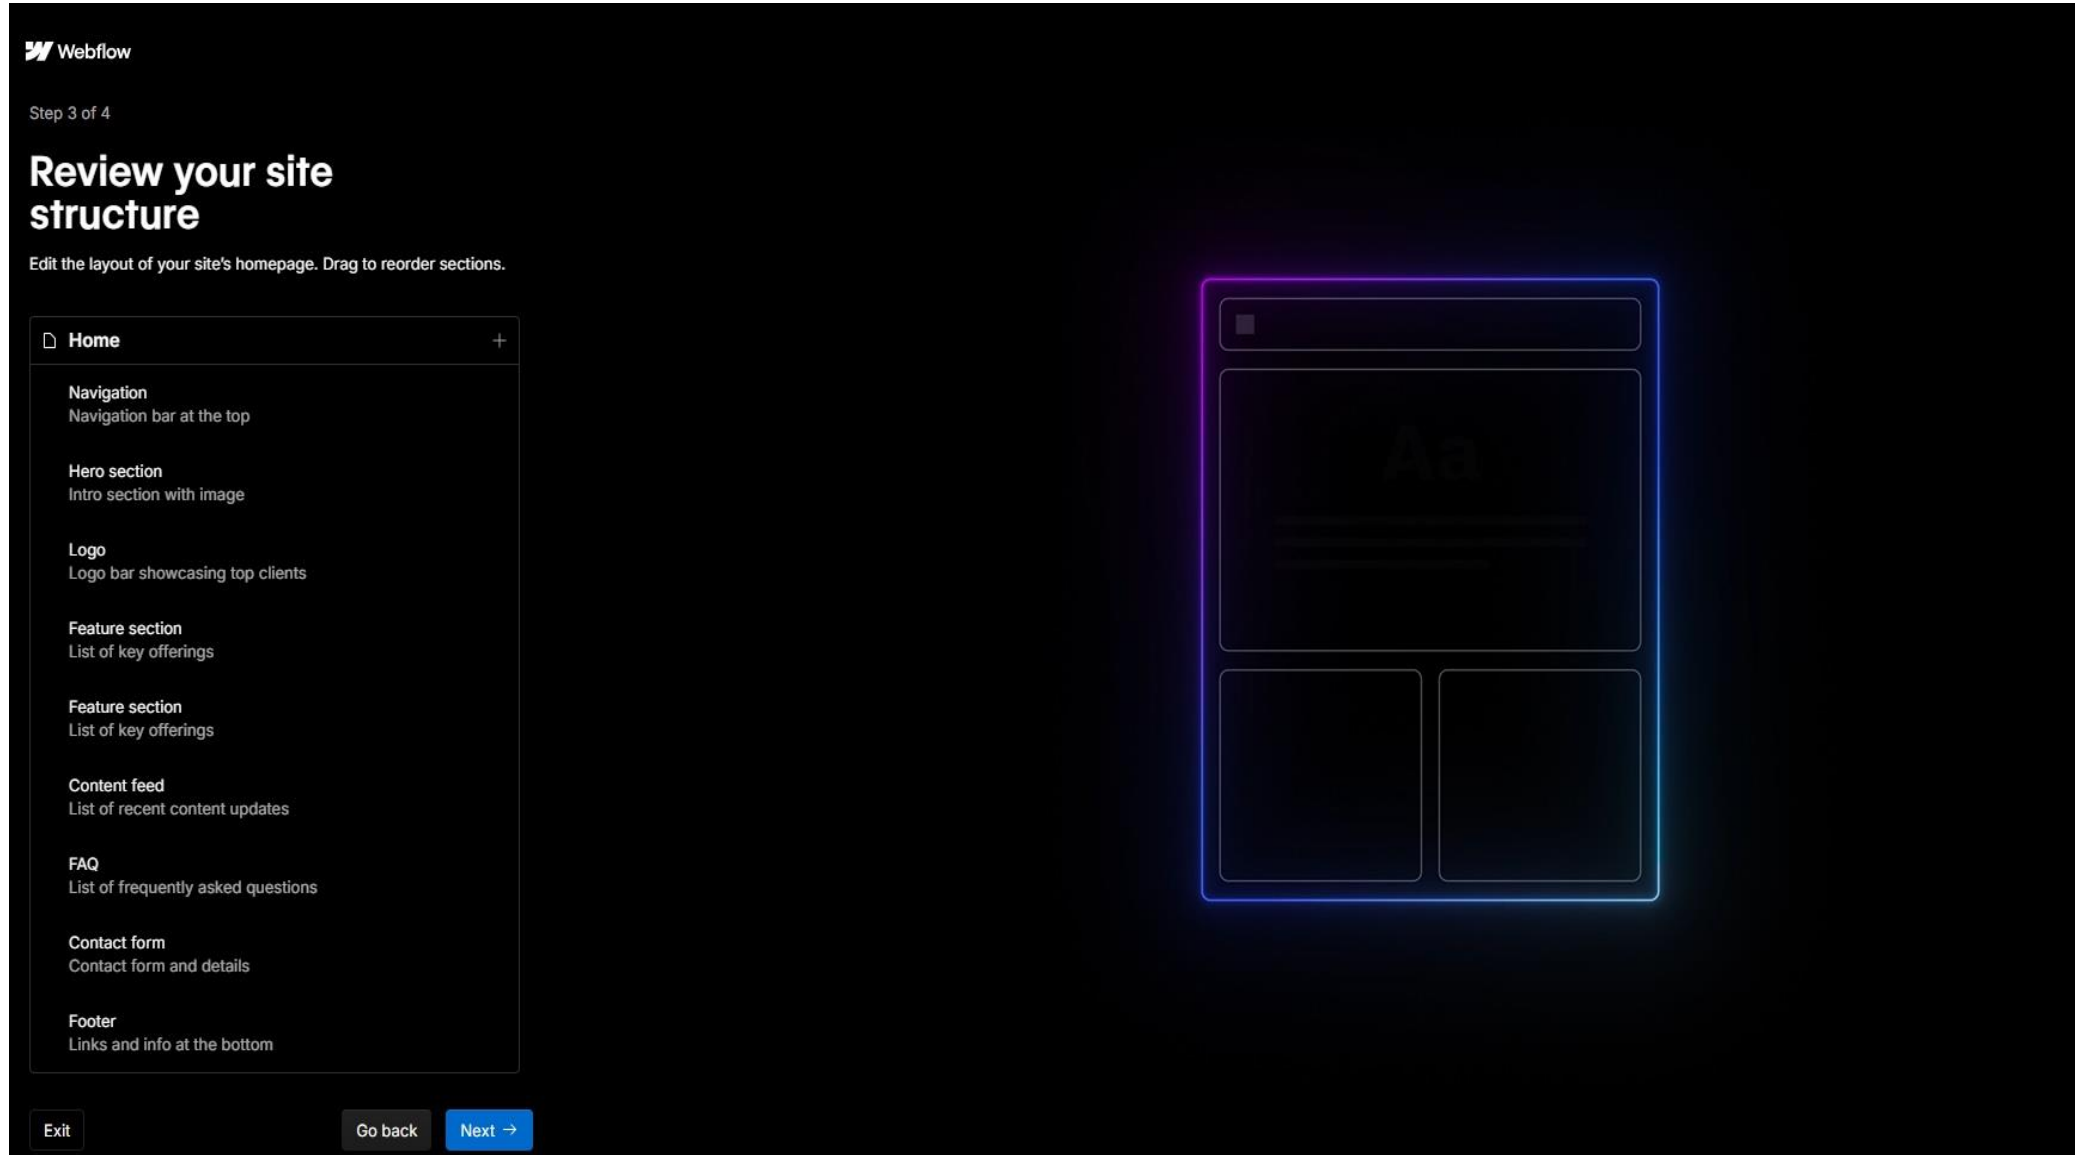 Webflow
Step 3 of 4
Review your site
structure
Edit the layout of your site's homepage. Drag to reorder sections.
Home
Navigation
Navigation bar at the top
Hero section
Intro section with image
Logo
Logo bar showcasing top clients
Feature section
List of key offerings
Feature section
List of key offerings
Content feed
List of recent content updates
FAQ
List of frequently asked questions
Contact form
Contact form and details
Footer
Links and info at the bottom
Exit
Go back
Next →
Aa